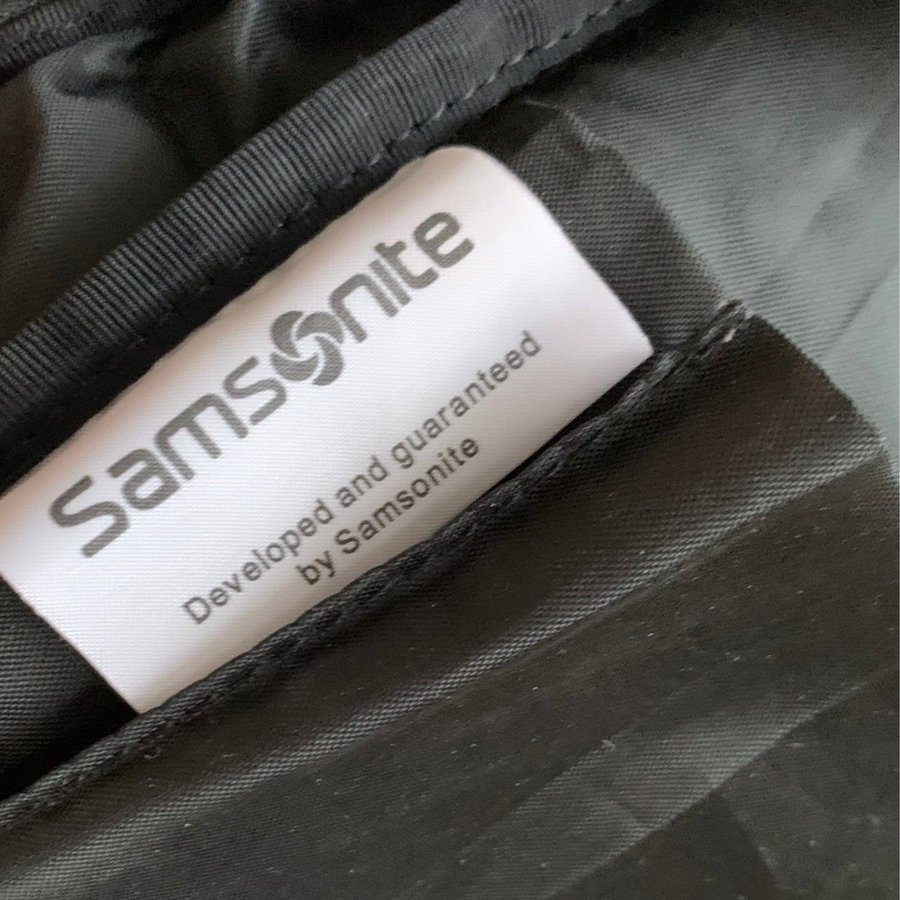 Samsonite
Developed and guaranteed
by Samsonite